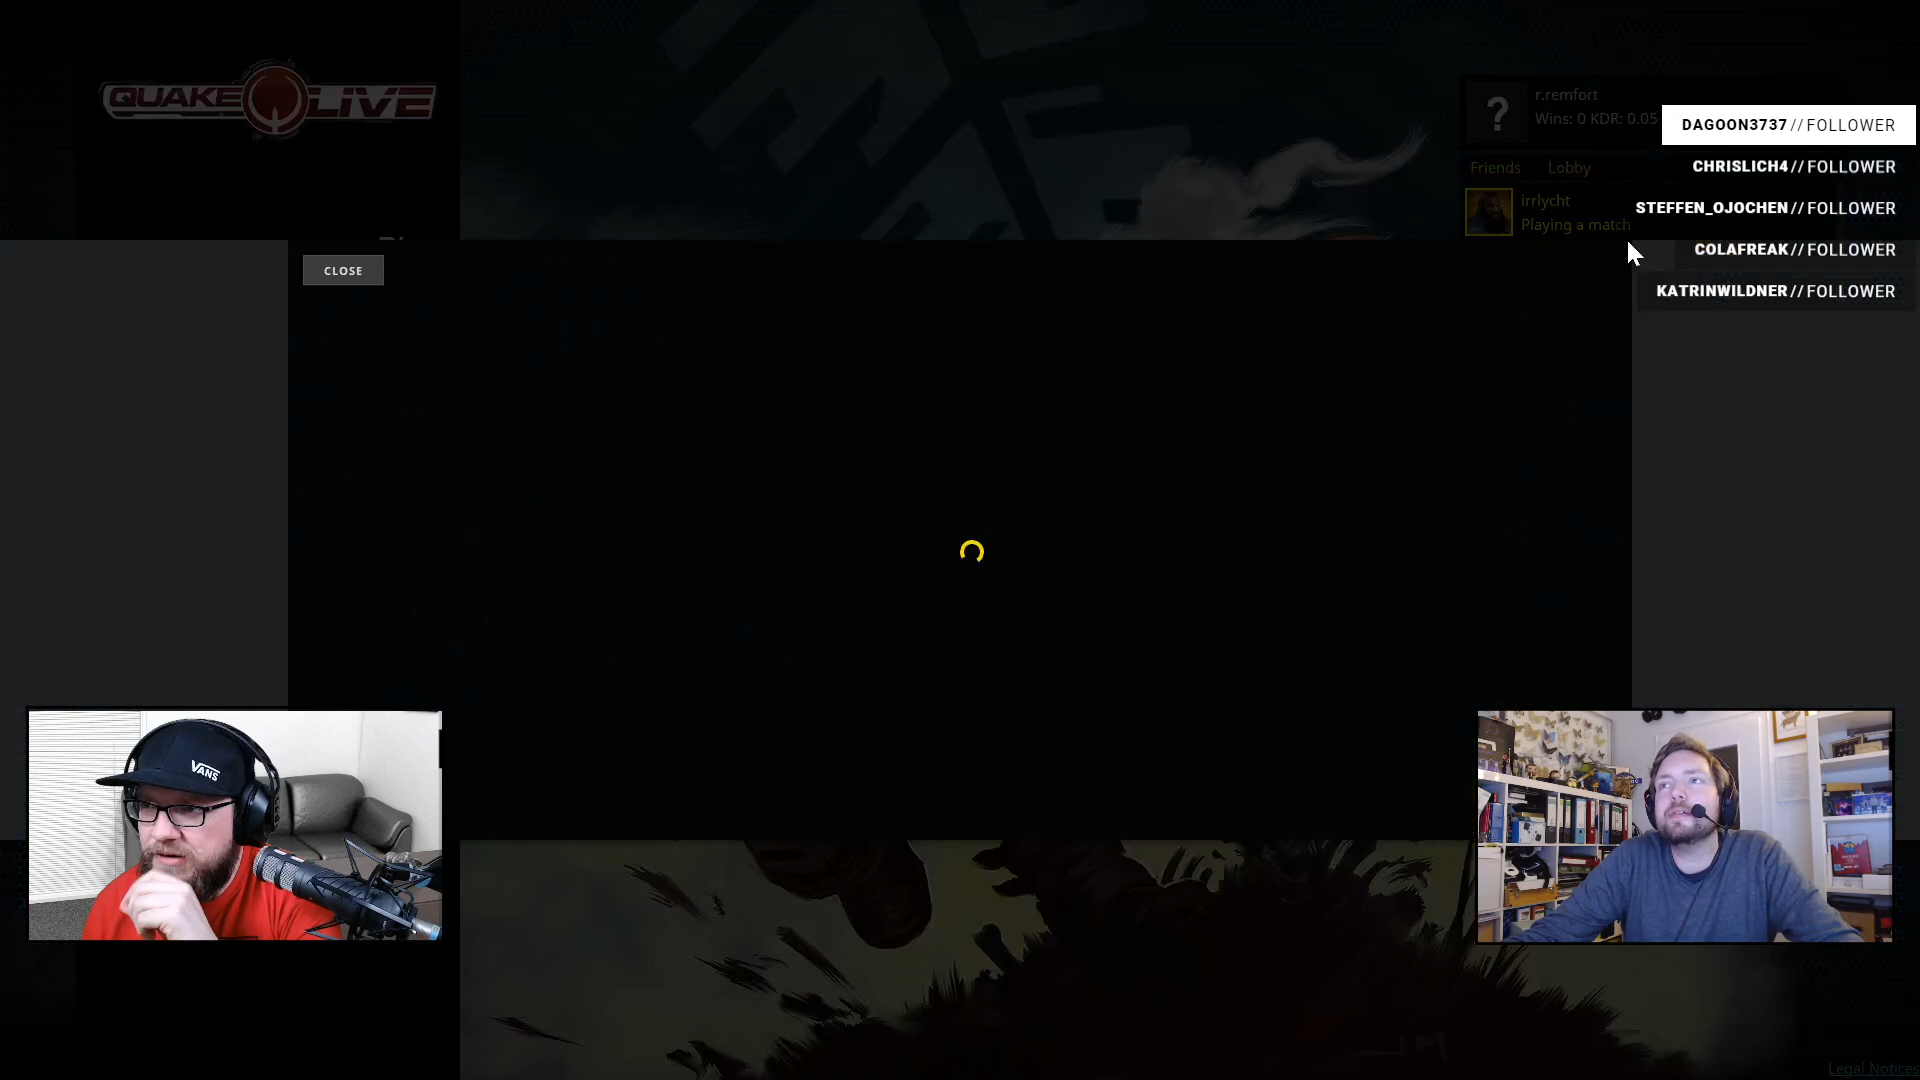 QUAKE LIVE
r.remfort
Wins: 0 KDR: 0.05
DAGOON3737//FOLLOWER
CHRISLICH4//FOLLOWER
Friends Lobby
irrlycht
STEFFEN_OJOCHEN//FOLLOWER
Playing a match
COLAFREAK//FOLLOWER
CLOSE
KATRINWILDNER//FOLLOWER
VANS
Legal Notices